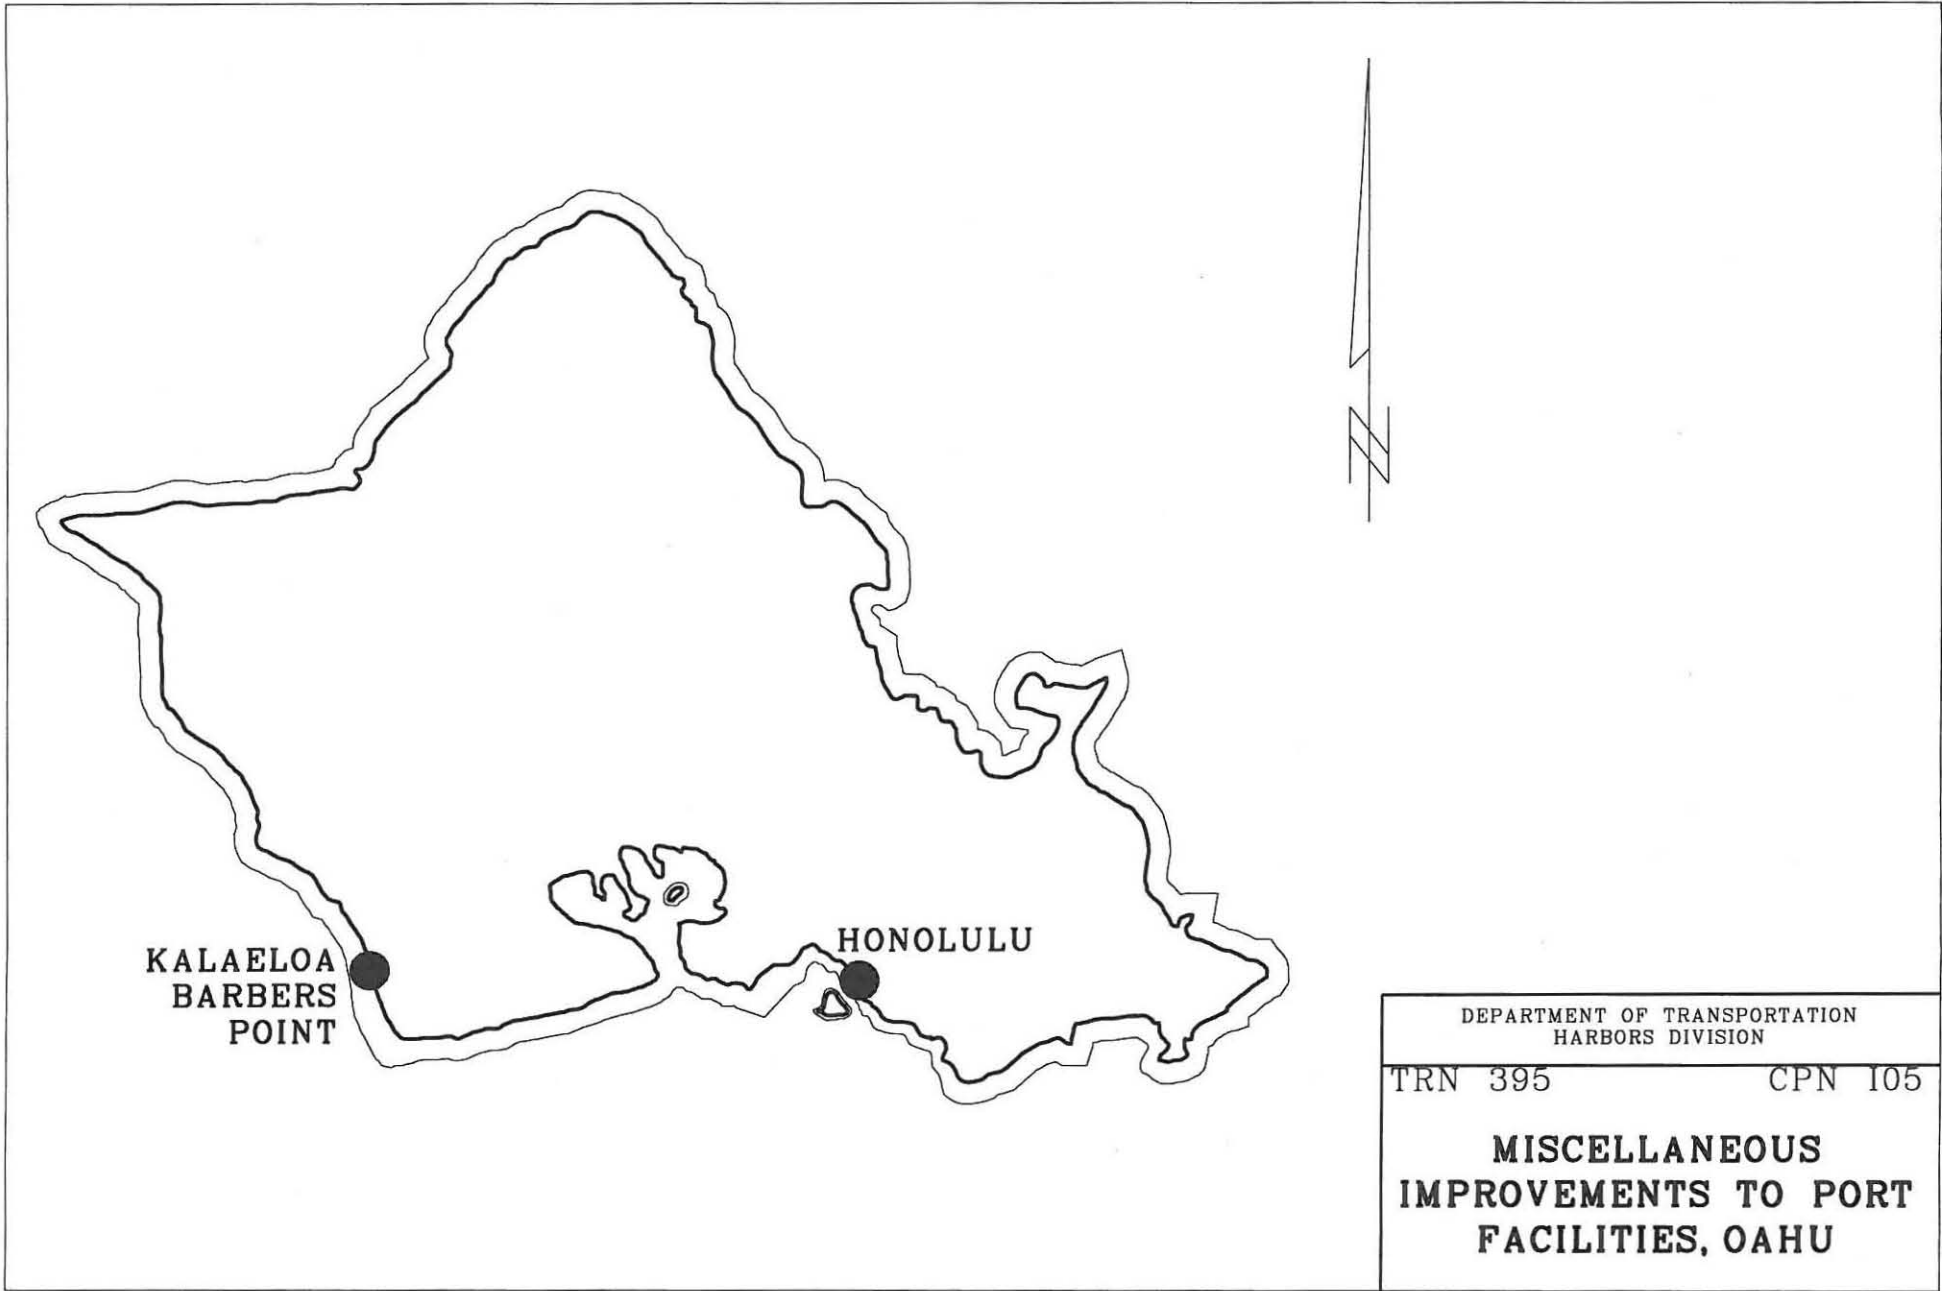 N
HONOLULU
KALAELOA
BARBERS
POINT
DEPARTMENT OF TRANSPORTATION
HARBORS DIVISION
TRN 395 CPN I05
MISCELLANEOUS
IMPROVEMENTS TO PORT
FACILITIES, OAHU